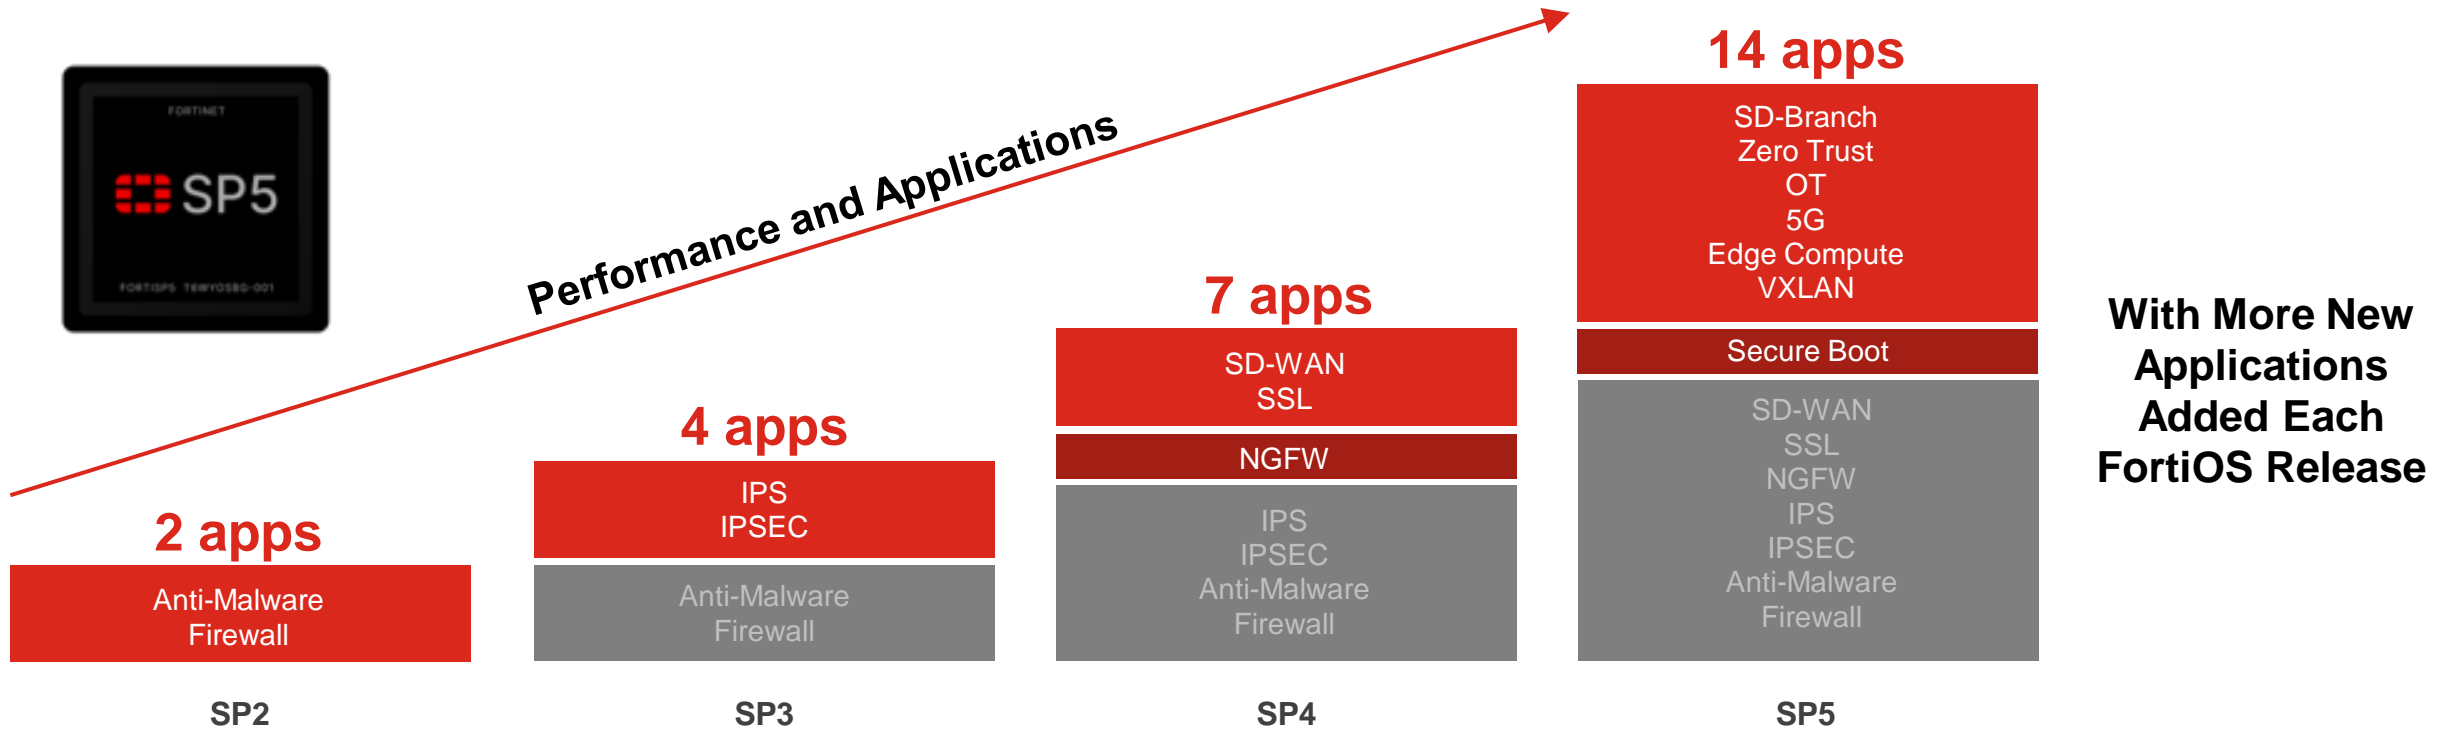 FORTINET
SP5
Performance and Applications
2 apps
Anti-Malware
Firewall
SP2
4 apps
IPS
IPSEC
Anti-Malware
Firewall
SP3
7 apps
SD-WAN
SSL
NGFW
IPS
IPSEC
Anti-Malware
Firewall
SP4
14 apps
SD-Branch
Zero Trust
OT
5G
Edge Compute
VXLAN
Secure Boot
SD-WAN
SSL
NGFW
IPS
IPSEC
Anti-Malware
Firewall
SP5
With More New
Applications
Added Each
FortiOS Release